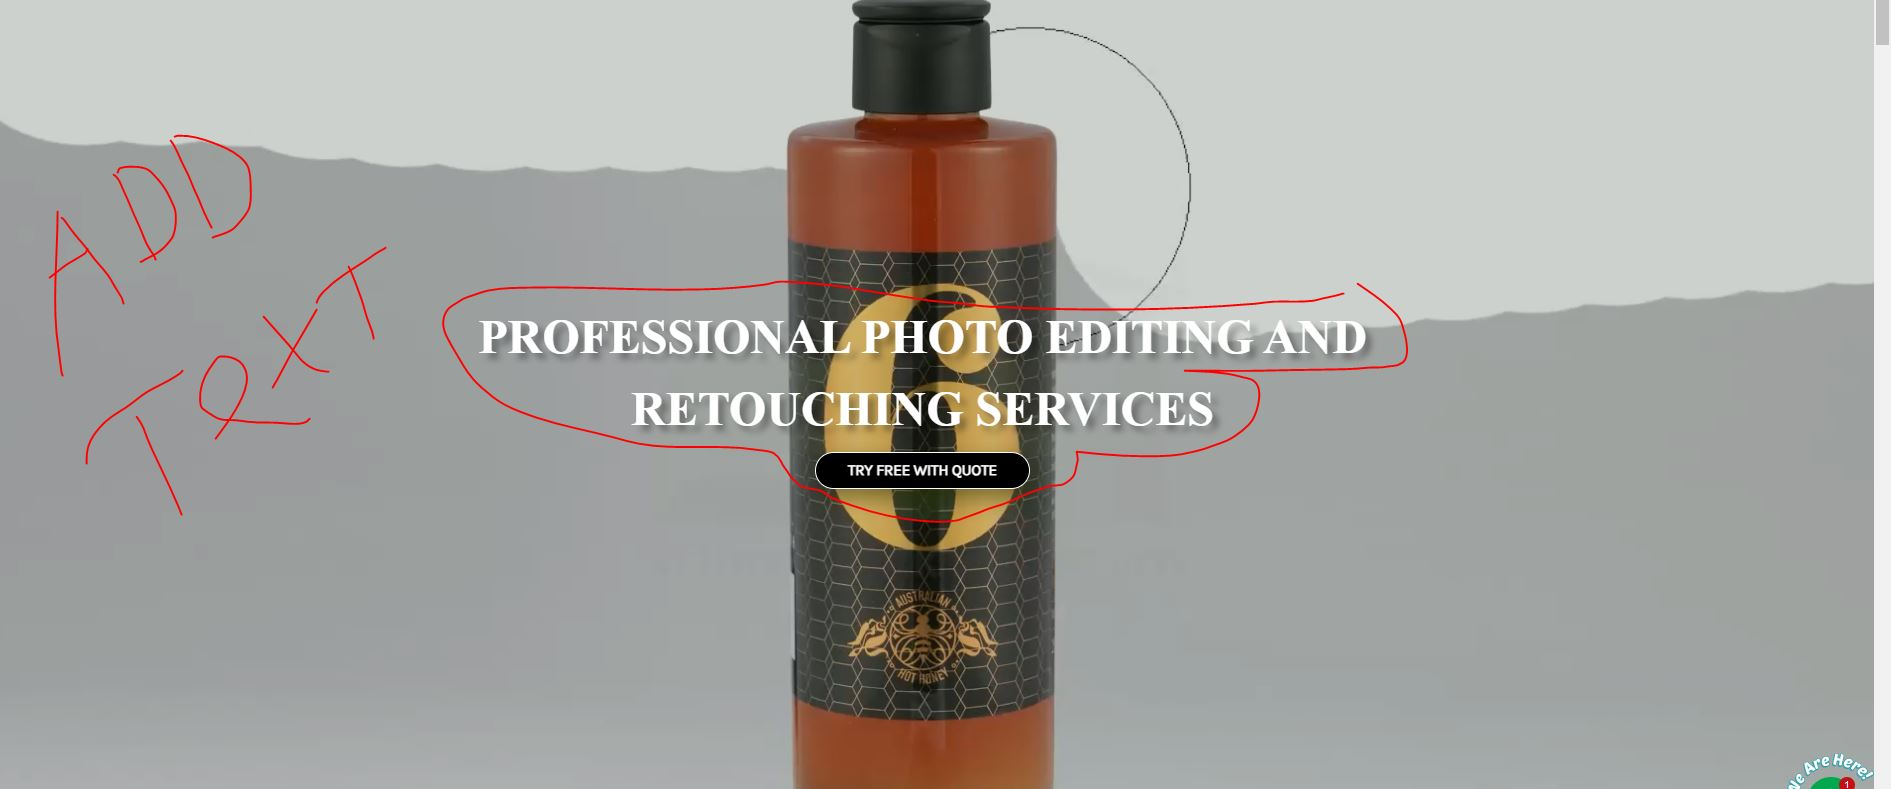 ADD
TexT
PROFESSIONAL PHOTO EDITING AND
RETOUCHING SERVICES
TRY FREE WITH QUOTE
6
AUSTRALIAN
HOT HONEY
We Are Here!
1